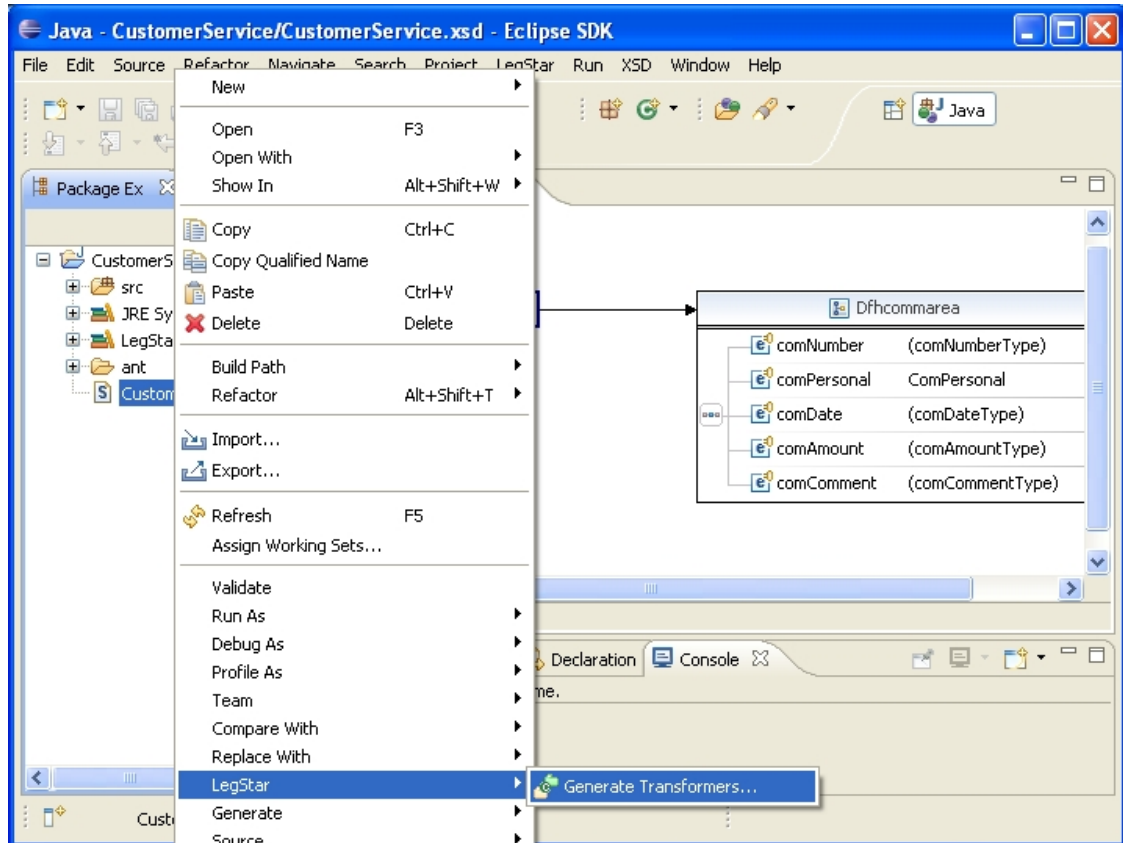 Java - CustomerService/CustomerService.xsd - Eclipse SDK
File Edit Source Refactor Navigate Search Project LegStar Run XSD Window Help
Java
Package Ex
CustomerS
src
JRE Sy
LegSta
ant
Custom
New
Open F3
Open With
Show In Alt+Shift+W
Copy Ctrl+C
Copy Qualified Name
Paste Ctrl+V
Delete Delete
Build Path
Refactor Alt+Shift+T
Import...
Export...
Refresh F5
Assign Working Sets...
Validate
Run As
Debug As
Profile As
Team
Compare With
Replace With
LegStar
Generate
Source
Generate Transformers...
Dfhcommarea
comNumber (comNumberType)
comPersonal ComPersonal
comDate (comDateType)
comAmount (comAmountType)
comComment (comCommentType)
Declaration Console
me.
Custo